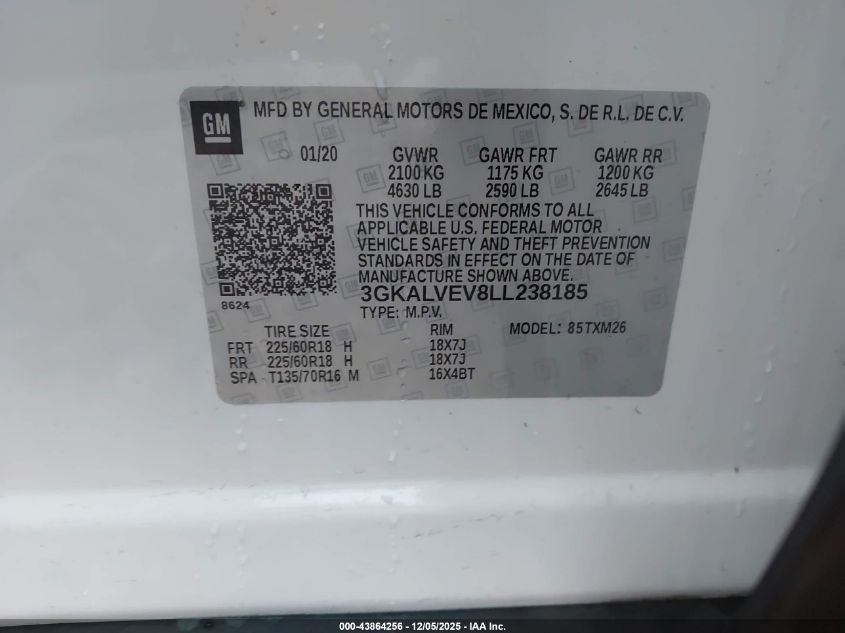 GM
MFD BY GENERAL MOTORS DE MEXICO, S. DE R.L. DE C.V.
01/20 GVWR GAWR FRT GAWR RR
2100 KG 1175 KG 1200 KG
4630 LB 2590 LB 2645 LB
THIS VEHICLE CONFORMS TO ALL
APPLICABLE U.S. FEDERAL MOTOR
VEHICLE SAFETY AND THEFT PREVENTION
STANDARDS IN EFFECT ON THE DATE OF
MANUFACTURE SHOWN ABOVE.
3GKALVEV8LL238185
8624
TYPE: M.P.V.
TIRE SIZE RIM MODEL: 85TXM26
FRT 225/60R18 H 18X7J
RR 225/60R18 H 18X7J
SPA T135/70R16 M 16X4BT
000-43864256 - 12/05/2025 - IAA Inc.